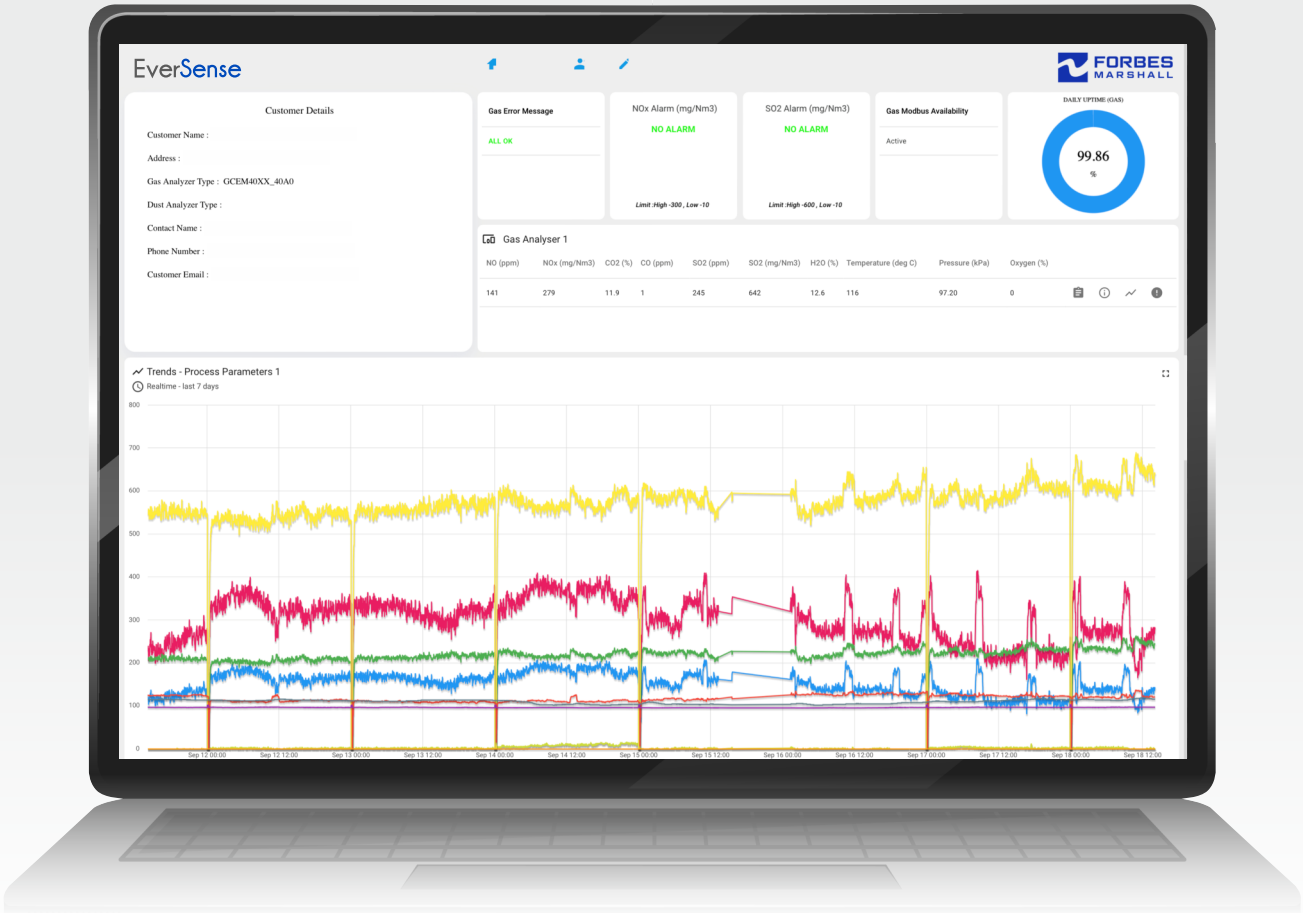 EverSense
FORBES
MARSHALL
Customer Details
Customer Name :
Address :
Gas Analyzer Type : GCEM40XX_40A0
Dust Analyzer Type :
Contact Name :
Phone Number :
Customer Email :
Gas Error Message
ALL OK
NOx Alarm (mg/Nm3)
NO ALARM
Limit :High -300 , Low -10
SO2 Alarm (mg/Nm3)
NO ALARM
Limit :High -600 , Low -10
Gas Modbus Availability
Active
DAILY UPTIME (GAS)
99.86
%
Gas Analyser 1
NO (ppm) NOx (mg/Nm3) CO2 (%) CO (ppm) SO2 (ppm) SO2 (mg/Nm3) H2O (%) Temperature (deg C) Pressure (kPa) Oxygen (%)
141 279 11.9 1 245 642 12.6 116 97.20 0
Trends - Process Parameters 1
Realtime - last 7 days
800
700
600
500
400
300
200
100
0
Sep 12 00:00 Sep 12 12:00 Sep 13 00:00 Sep 13 12:00 Sep 14 00:00 Sep 14 12:00 Sep 15 00:00 Sep 15 12:00 Sep 16 00:00 Sep 16 12:00 Sep 17 00:00 Sep 17 12:00 Sep 18 00:00 Sep 18 12:00